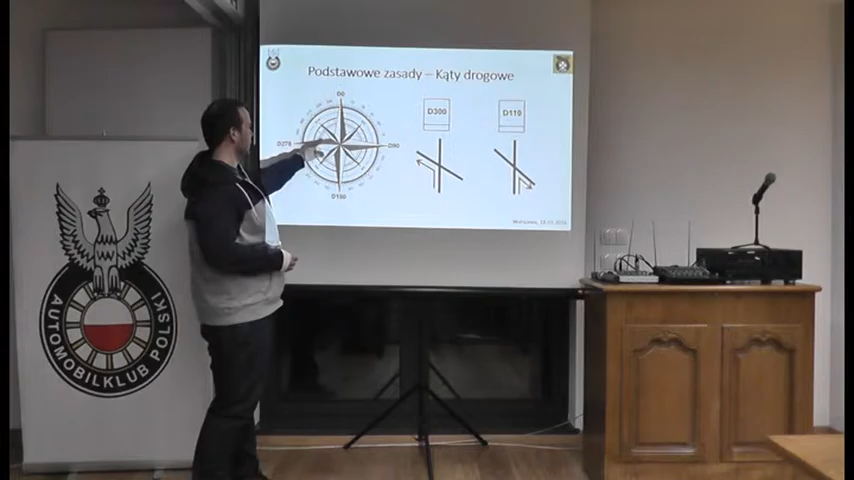 Podstawowe zasady – Kąty drogowe
D0
D270
D90
D180
D300
D110
AUTOMOBILKLUB POLSKI